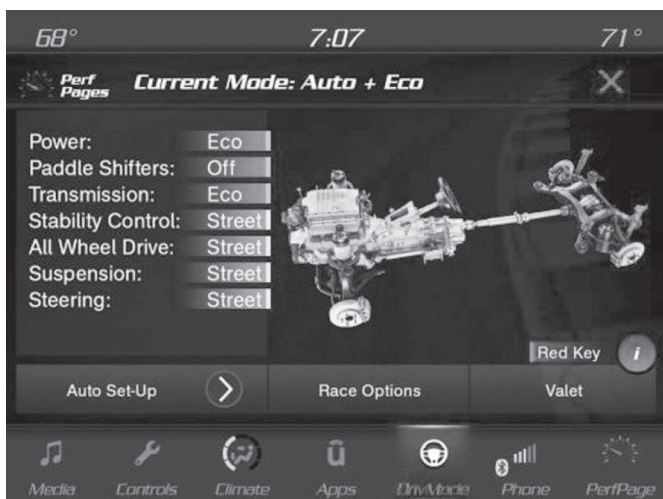 68° 7:07 71°
Perf Pages Current Mode: Auto + Eco
Power: Eco
Paddle Shifters: Off
Transmission: Eco
Stability Control: Street
All Wheel Drive: Street
Suspension: Street
Steering: Street
Red Key i
Auto Set-Up Race Options Valet
Media Controls Climate Apps DriveMode Phone PerfPage